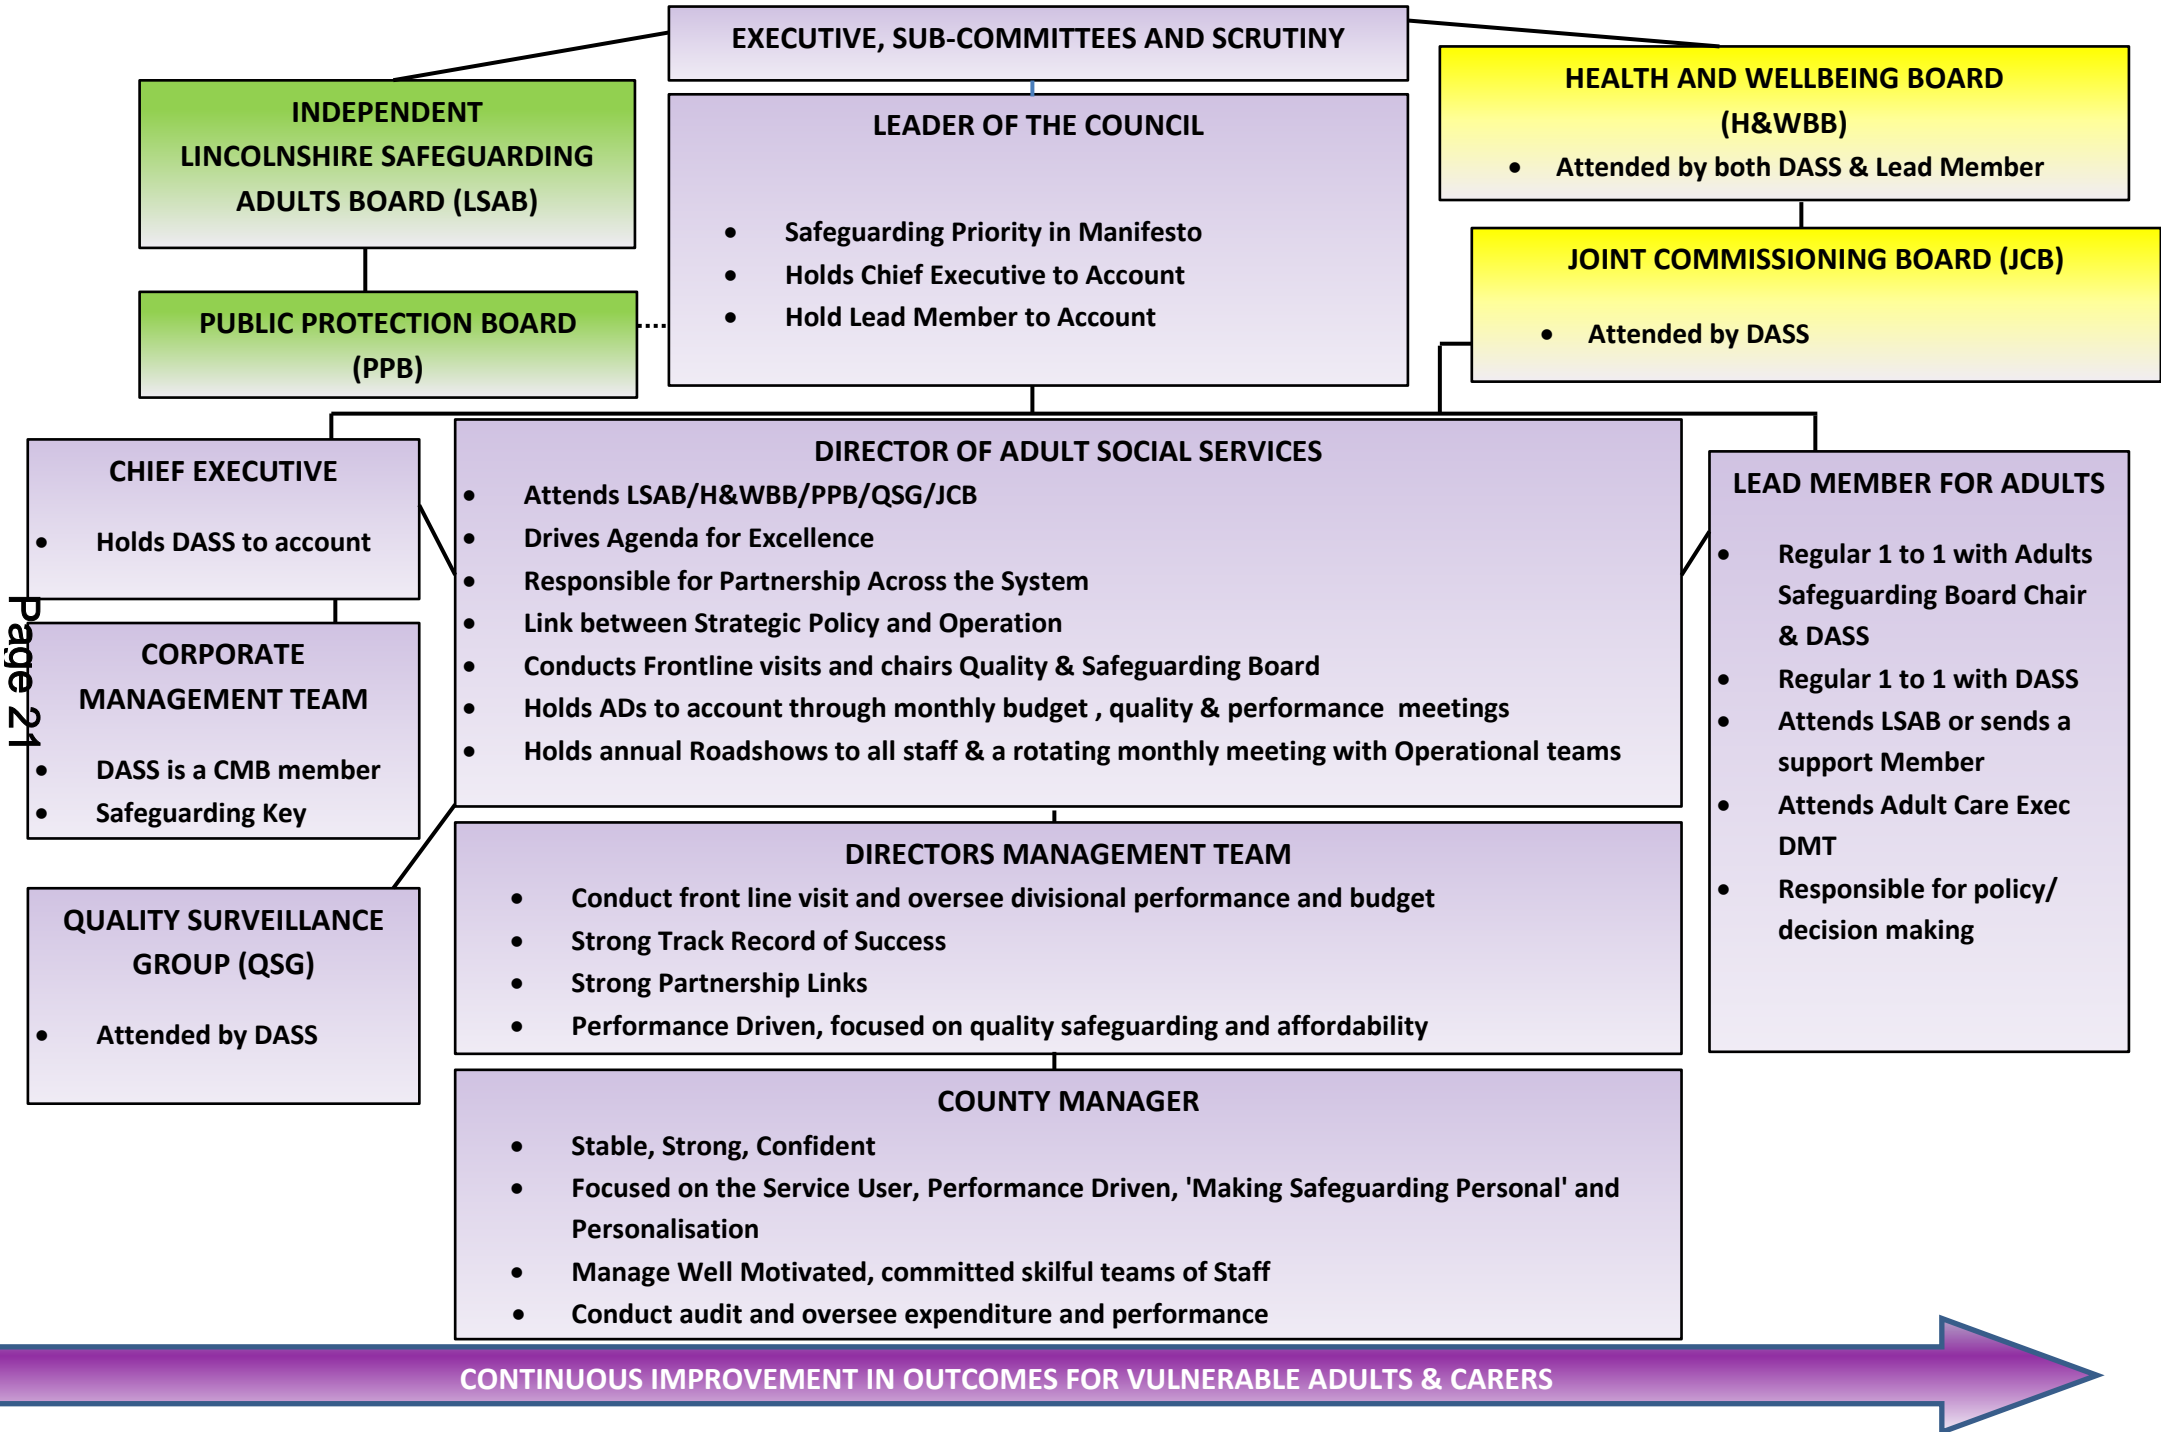 EXECUTIVE, SUB-COMMITTEES AND SCRUTINY
INDEPENDENT
LINCOLNSHIRE SAFEGUARDING
ADULTS BOARD (LSAB)
LEADER OF THE COUNCIL
• Safeguarding Priority in Manifesto
• Holds Chief Executive to Account
• Hold Lead Member to Account
HEALTH AND WELLBEING BOARD
(H&WBB)
• Attended by both DASS & Lead Member
PUBLIC PROTECTION BOARD
(PPB)
JOINT COMMISSIONING BOARD (JCB)
• Attended by DASS
CHIEF EXECUTIVE
• Holds DASS to account
DIRECTOR OF ADULT SOCIAL SERVICES
• Attends LSAB/H&WBB/PPB/QSG/JCB
• Drives Agenda for Excellence
• Responsible for Partnership Across the System
• Link between Strategic Policy and Operation
• Conducts Frontline visits and chairs Quality & Safeguarding Board
• Holds ADs to account through monthly budget , quality & performance  meetings
• Holds annual Roadshows to all staff & a rotating monthly meeting with Operational teams
LEAD MEMBER FOR ADULTS
• Regular 1 to 1 with Adults
Safeguarding Board Chair
& DASS
• Regular 1 to 1 with DASS
• Attends LSAB or sends a
support Member
• Attends Adult Care Exec
DMT
• Responsible for policy/
decision making
Page 21
CORPORATE
MANAGEMENT TEAM
• DASS is a CMB member
• Safeguarding Key
QUALITY SURVEILLANCE
GROUP (QSG)
• Attended by DASS
DIRECTORS MANAGEMENT TEAM
• Conduct front line visit and oversee divisional performance and budget
• Strong Track Record of Success
• Strong Partnership Links
• Performance Driven, focused on quality safeguarding and affordability
COUNTY MANAGER
• Stable, Strong, Confident
• Focused on the Service User, Performance Driven, 'Making Safeguarding Personal' and
Personalisation
• Manage Well Motivated, committed skilful teams of Staff
• Conduct audit and oversee expenditure and performance
CONTINUOUS IMPROVEMENT IN OUTCOMES FOR VULNERABLE ADULTS & CARERS